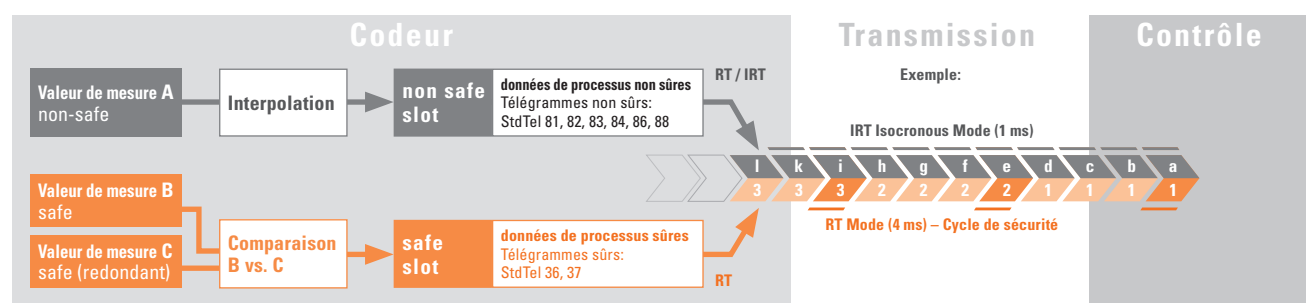 Codeur
Transmission
Contrôle
Valeur de mesure A
non-safe
Interpolation
non safe
slot
données de processus non sûres
Télégrammes non sûrs:
StdTel 81, 82, 83, 84, 86, 88
RT / IRT
Exemple:
IRT Isocronous Mode (1 ms)
l k i h g f e d c b a
3 3 3 2 2 2 2 1 1 1 1
RT Mode (4 ms) – Cycle de sécurité
Valeur de mesure B
safe
Valeur de mesure C
safe (redondant)
Comparaison
B vs. C
safe
slot
données de processus sûres
Télégrammes sûrs:
StdTel 36, 37
RT